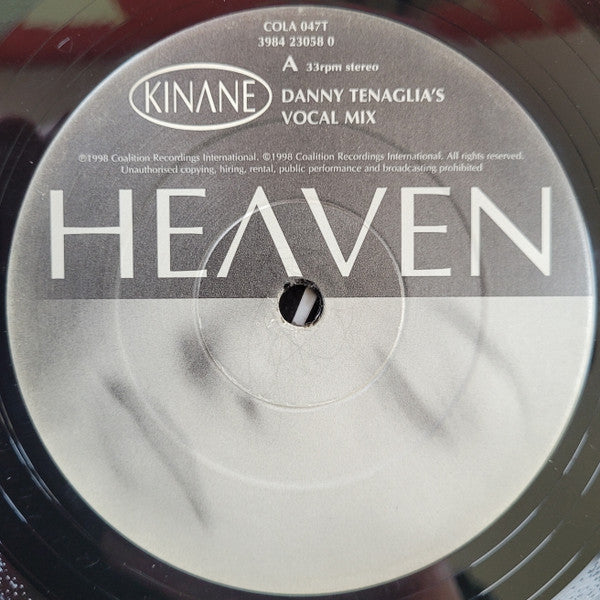 COLA 047T
3984 23058 0
A 33rpm stereo
KINANE
DANNY TENAGLIA'S
VOCAL MIX
℗1998 Coalition Recordings International. ©1998 Coalition Recordings International. All rights reserved.
Unauthorised copying, hiring, rental, public performance and broadcasting prohibited
HEAVEN